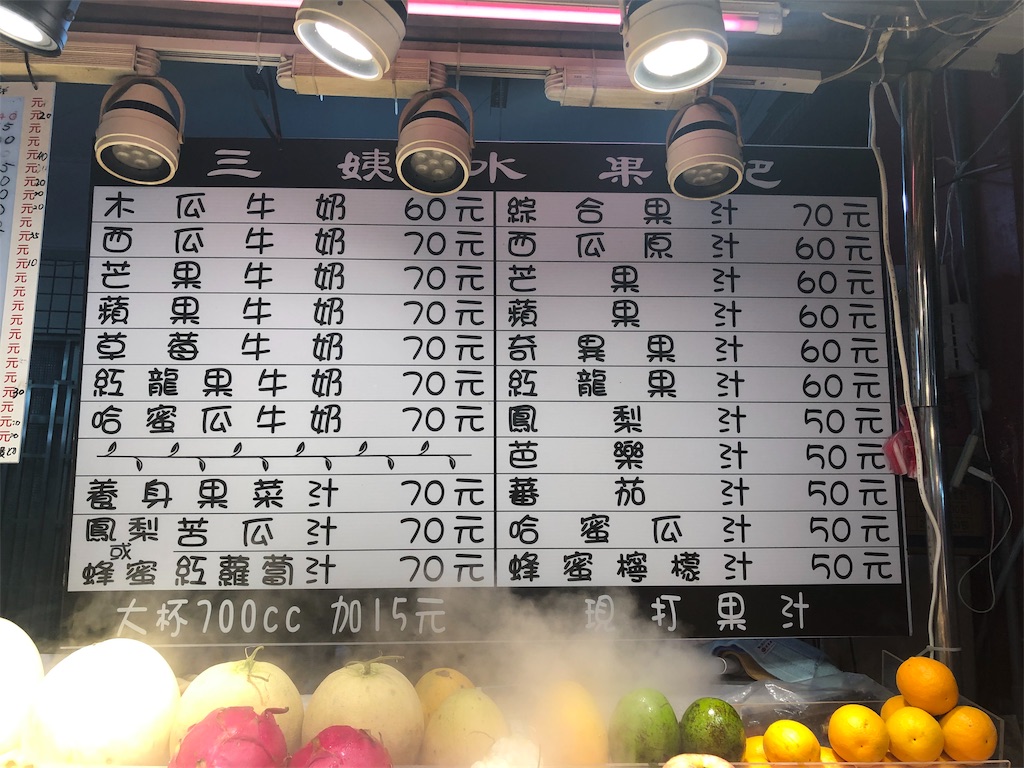 三姨水果吧
木瓜牛奶 60元
西瓜牛奶 70元
芒果牛奶 70元
蘋果牛奶 70元
草莓牛奶 70元
紅龍果牛奶 70元
哈蜜瓜牛奶 70元
養身果菜汁 70元
鳳梨苦瓜汁 70元
或
蜂蜜紅蘿蔔汁 70元
綜合果汁 70元
西瓜原汁 60元
芒果汁 60元
蘋果汁 60元
奇異果汁 60元
紅龍果汁 60元
鳳梨汁 50元
芭樂汁 50元
蕃茄汁 50元
哈蜜瓜汁 50元
蜂蜜檸檬汁 50元
大杯700cc 加15元
現打果汁